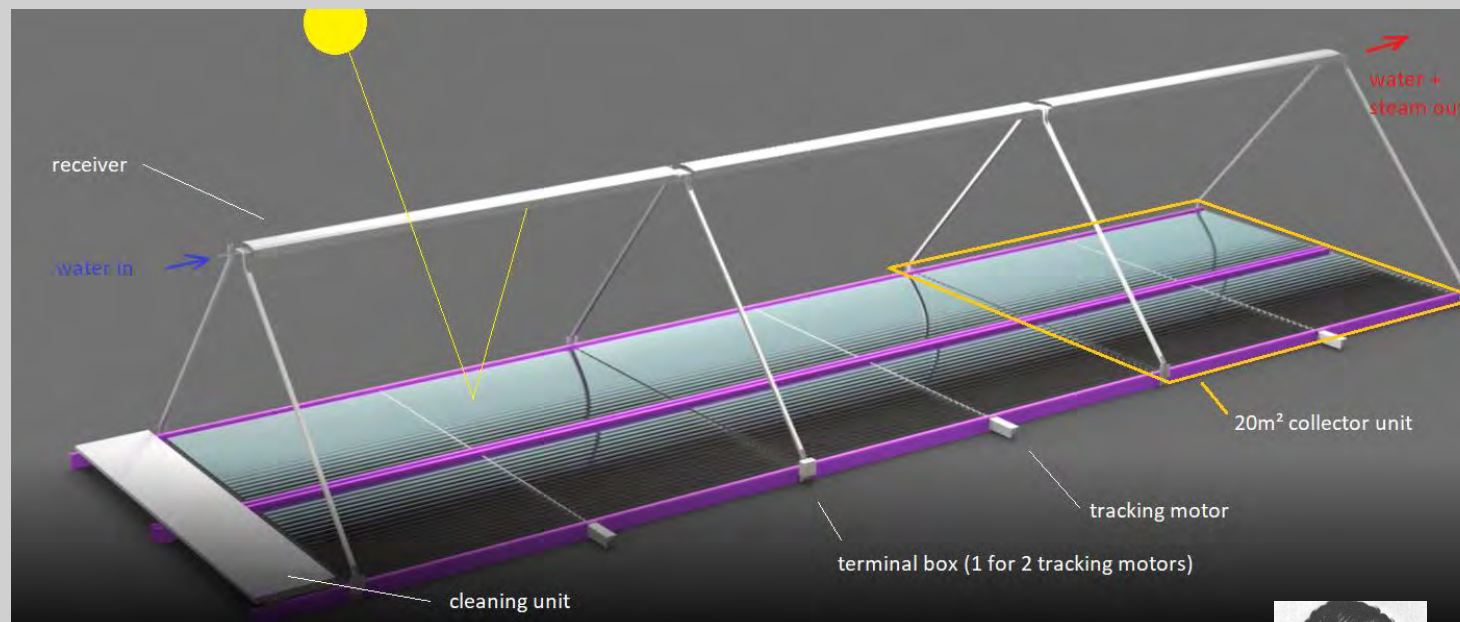 water +
steam out
receiver
water in
20m² collector unit
tracking motor
terminal box (1 for 2 tracking motors)
cleaning unit